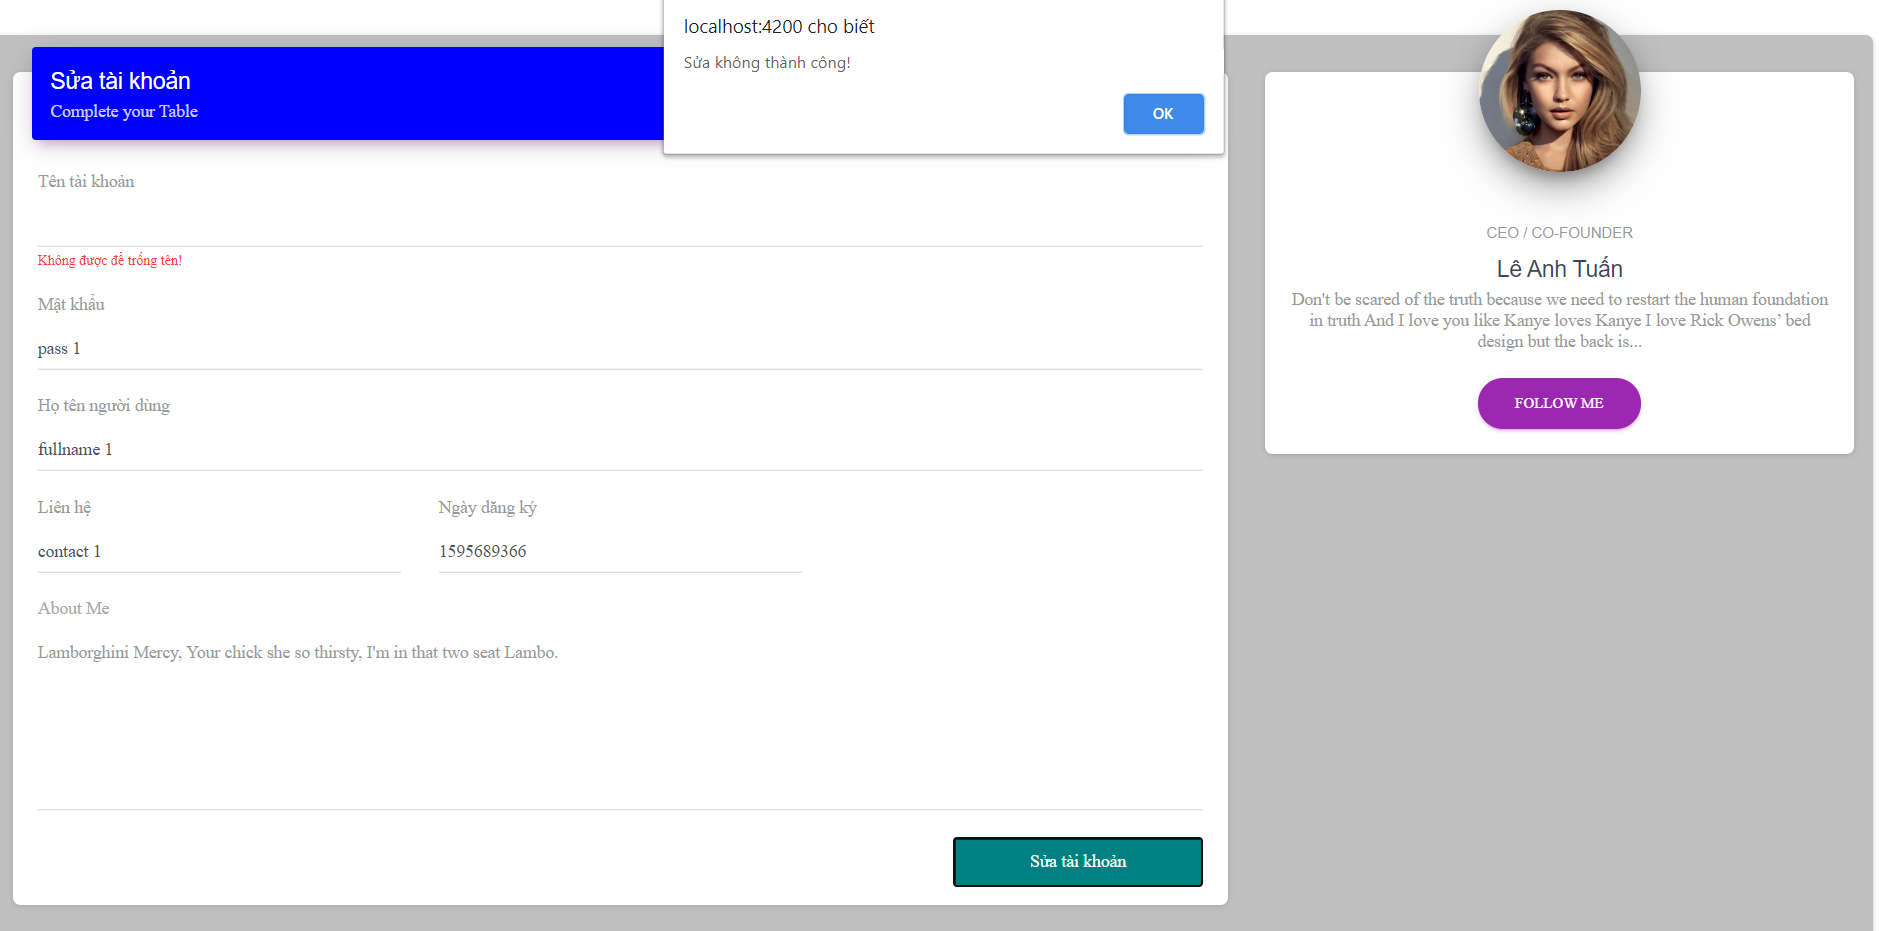 localhost:4200 cho biết
Sửa không thành công!
OK
Sửa tài khoản
Complete your Table
Tên tài khoản
Không được để trống tên!
Mật khẩu
pass 1
Họ tên người dùng
fullname 1
Liên hệ
Ngày dăng ký
contact 1
1595689366
About Me
Lamborghini Mercy, Your chick she so thirsty, I'm in that two seat Lambo.
Sửa tài khoản
CEO / CO-FOUNDER
Lê Anh Tuấn
Don't be scared of the truth because we need to restart the human foundation
in truth And I love you like Kanye loves Kanye I love Rick Owens’ bed
design but the back is...
FOLLOW ME